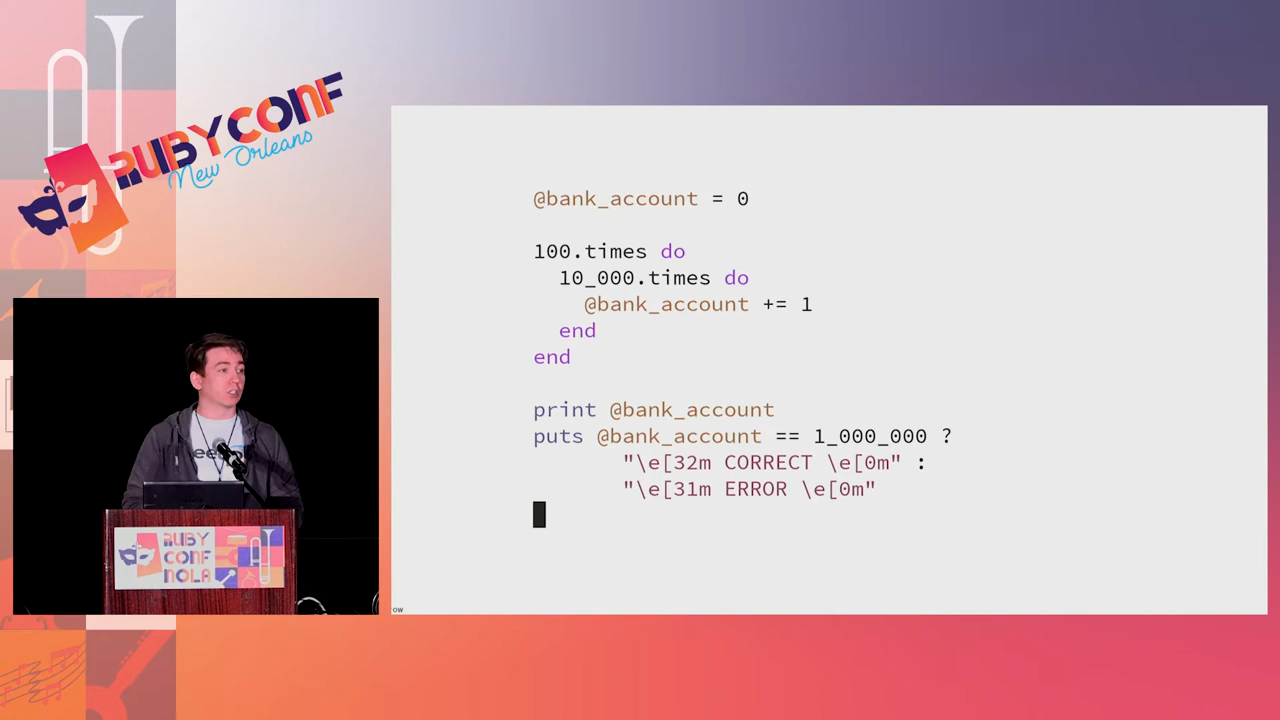 RUBYCONF
New Orleans
@bank_account = 0
100.times do
  10_000.times do
    @bank_account += 1
  end
end
print @bank_account
puts @bank_account == 1_000_000 ?
       "\e[32m CORRECT \e[0m" :
       "\e[31m ERROR \e[0m"
RUBY
CONF
NOLA
ow